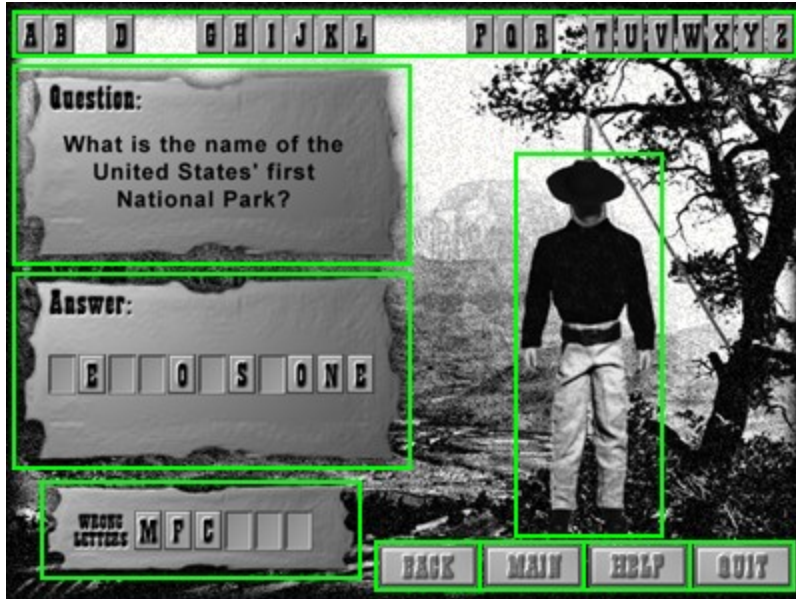 A B D G H I J K L P Q R T U V W X Y Z
Question:
What is the name of the
United States' first
National Park?
Answer:
E O S O N E
WRONG
LETTERS M F C
BACK MAIN HELP QUIT